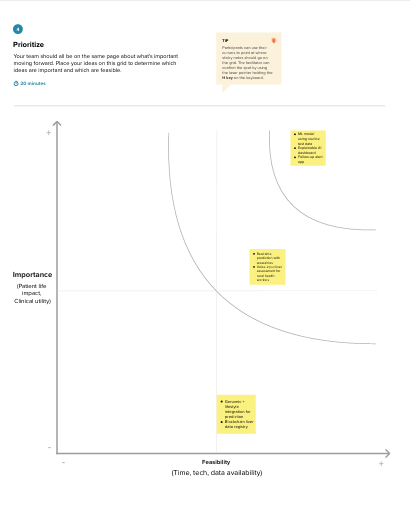 4
Prioritize
Your team should all be on the same page about what's important
moving forward. Place your ideas on this grid to determine which
ideas are important and which are feasible.
20 minutes
TIP
Participants can use their
cursors to point at where
sticky notes should go on
the grid. The facilitator can
confirm the spot by using
the laser pointer holding the
H key on the keyboard.
+
ML model
using routine
test data
Explainable AI
dashboard
Follow-up alert
app
Real-time
prediction with
wearables
assessment for
rural health
workers
Importance
(Patient life
impact,
Clinical utility)
Genomic +
lifestyle
integration for
prediction
Blockchain liver
data registry
-
-
Feasibility
+
(Time, tech, data availability)